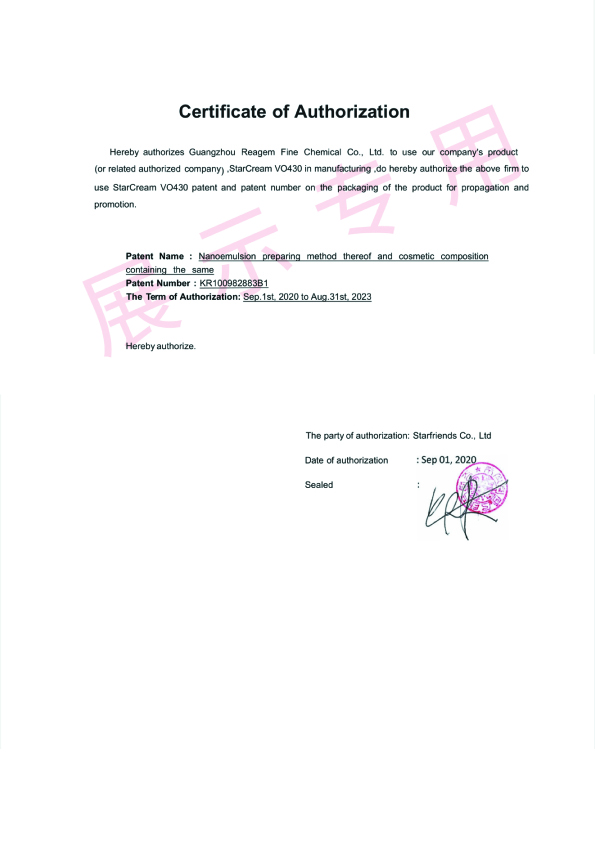 Certificate of Authorization
Hereby authorizes Guangzhou Reagem Fine Chemical Co., Ltd. to use our company's product
(or related authorized company) ,StarCream VO430 in manufacturing ,do hereby authorize the above firm to
use StarCream VO430 patent and patent number on the packaging of the product for propagation and
promotion.
Patent Name : Nanoemulsion preparing method thereof and cosmetic composition
containing the same
Patent Number : KR100982883B1
The Term of Authorization: Sep.1st, 2020 to Aug.31st, 2023
Hereby authorize.
The party of authorization: Starfriends Co., Ltd
Date of authorization : Sep 01, 2020
Sealed :
展示专用